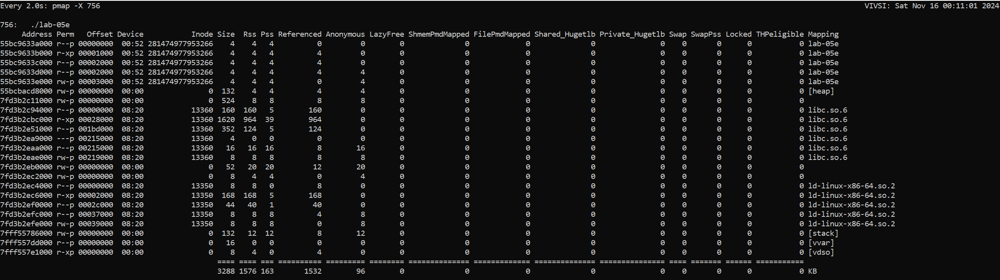 Every 2.0s: pmap -X 756 VIVSI: Sat Nov 16 00:11:01 2024
756: ./lab-05e
Address Perm Offset Device Inode Size Rss Pss Referenced Anonymous LazyFree ShmemPmdMapped FilePmdMapped Shared_Hugetlb Private_Hugetlb Swap SwapPss Locked THPeligible Mapping
55bc9633a000 r--p 00000000 00:52 281474977953266 4 4 4 0 0 0 0 0 0 0 0 0 0 0 lab-05e
55bc9633b000 r-xp 00001000 00:52 281474977953266 4 4 4 4 0 0 0 0 0 0 0 0 0 0 lab-05e
55bc9633c000 r--p 00002000 00:52 281474977953266 4 4 4 4 0 0 0 0 0 0 0 0 0 0 lab-05e
55bc9633d000 r--p 00002000 00:52 281474977953266 4 4 4 4 4 0 0 0 0 0 0 0 0 0 lab-05e
55bc9633e000 rw-p 00003000 00:52 281474977953266 4 4 4 0 4 0 0 0 0 0 0 0 0 0 lab-05e
55bcbacd8000 rw-p 00000000 00:00 0 132 4 4 4 4 0 0 0 0 0 0 0 0 0 [heap]
7fd3b2c11000 rw-p 00000000 00:00 0 524 8 8 8 8 0 0 0 0 0 0 0 0 0
7fd3b2c94000 r--p 00000000 08:20 13360 160 160 5 160 0 0 0 0 0 0 0 0 0 0 libc.so.6
7fd3b2cbc000 r-xp 00028000 08:20 13360 1620 964 39 964 0 0 0 0 0 0 0 0 0 0 libc.so.6
7fd3b2e51000 r--p 001bd000 08:20 13360 352 124 5 124 0 0 0 0 0 0 0 0 0 0 libc.so.6
7fd3b2ea9000 ---p 00215000 08:20 13360 4 0 0 0 0 0 0 0 0 0 0 0 0 0 libc.so.6
7fd3b2eaa000 r--p 00215000 08:20 13360 16 16 16 8 16 0 0 0 0 0 0 0 0 0 libc.so.6
7fd3b2eae000 rw-p 00219000 08:20 13360 8 8 8 8 8 0 0 0 0 0 0 0 0 0 libc.so.6
7fd3b2eb0000 rw-p 00000000 00:00 0 52 20 20 12 20 0 0 0 0 0 0 0 0 0
7fd3b2ec2000 rw-p 00000000 00:00 0 8 4 4 0 4 0 0 0 0 0 0 0 0 0
7fd3b2ec4000 r--p 00000000 08:20 13350 8 8 0 8 0 0 0 0 0 0 0 0 0 0 ld-linux-x86-64.so.2
7fd3b2ec6000 r-xp 00002000 08:20 13350 168 168 5 168 0 0 0 0 0 0 0 0 0 0 ld-linux-x86-64.so.2
7fd3b2ef0000 r--p 0002c000 08:20 13350 44 40 1 40 0 0 0 0 0 0 0 0 0 0 ld-linux-x86-64.so.2
7fd3b2efc000 r--p 00037000 08:20 13350 8 8 8 4 8 0 0 0 0 0 0 0 0 0 ld-linux-x86-64.so.2
7fd3b2efe000 rw-p 00039000 08:20 13350 8 8 8 0 8 0 0 0 0 0 0 0 0 0 ld-linux-x86-64.so.2
7fff55786000 rw-p 00000000 00:00 0 132 12 12 8 12 0 0 0 0 0 0 0 0 0 [stack]
7fff557dd000 r--p 00000000 00:00 0 16 0 0 0 0 0 0 0 0 0 0 0 0 0 [vvar]
7fff557e1000 r-xp 00000000 00:00 0 8 4 0 4 0 0 0 0 0 0 0 0 0 0 [vdso]
==== ==== === ========== ========= ======== ============== ============= ============== =============== ==== ======= ====== ===========
3288 1576 163 1532 96 0 0 0 0 0 0 0 0 0 KB